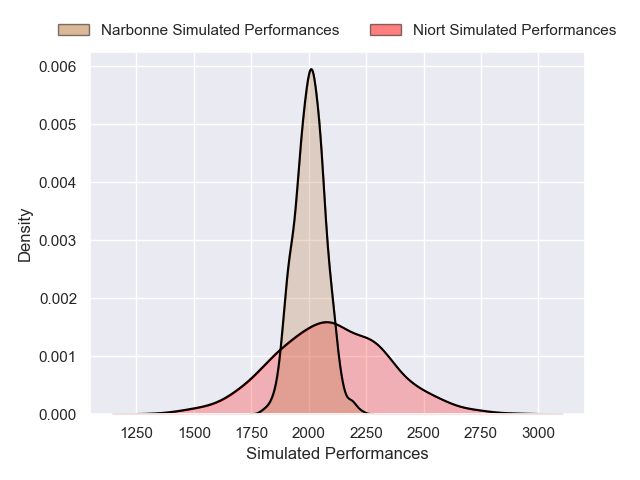 Narbonne Simulated Performances Niort Simulated Performances
0.006
0.005
0.004
0.003
0.002
0.001
0.000
Density
1250 1500 1750 2000 2250 2500 2750 3000
Simulated Performances